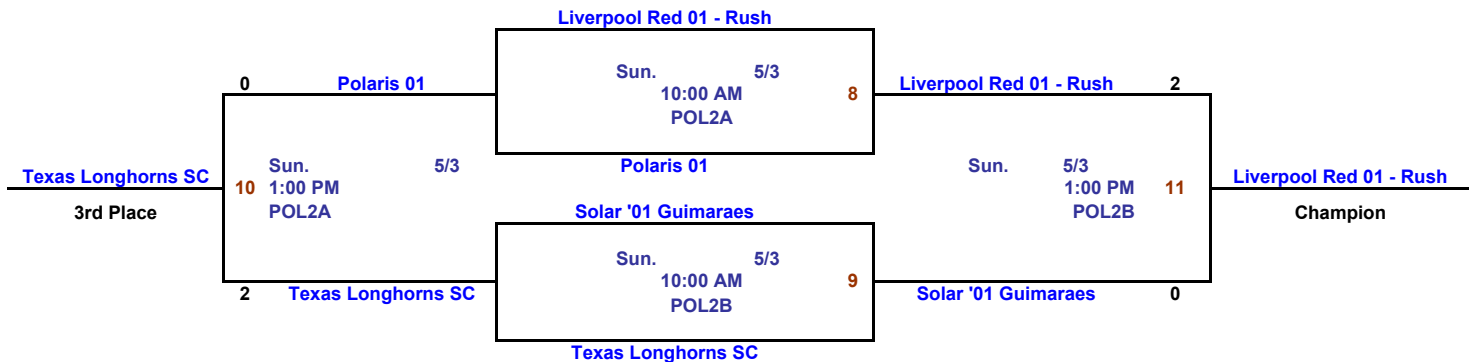 Liverpool Red 01 - Rush
0 Polaris 01
Sun. 5/3
10:00 AM 8
POL2A
Liverpool Red 01 - Rush 2
Polaris 01
Texas Longhorns SC
3rd Place
Sun. 5/3
10 1:00 PM
POL2A
Sun. 5/3
1:00 PM 11
POL2B
Liverpool Red 01 - Rush
Champion
Solar '01 Guimaraes
Sun. 5/3
10:00 AM 9
POL2B
2 Texas Longhorns SC
Solar '01 Guimaraes 0
Texas Longhorns SC